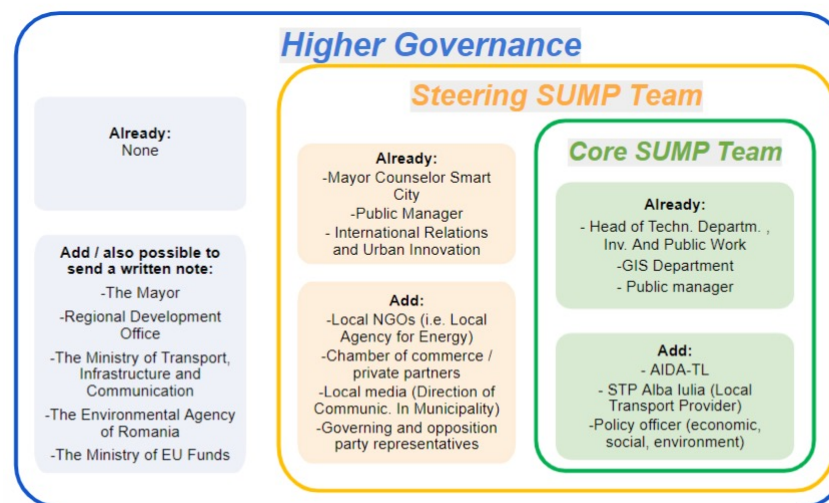 Higher Governance
Already:
None
Add / also possible to
send a written note:
-The Mayor
-Regional Development
Office
-The Ministry of Transport,
Infrastructure and
Communication
-The Environmental Agency
of Romania
-The Ministry of EU Funds
Steering SUMP Team
Already:
-Mayor Counselor Smart
City
-Public Manager
- International Relations
and Urban Innovation
Add:
-Local NGOs (i.e. Local
Agency for Energy)
-Chamber of commerce /
private partners
-Local media (Direction of
Communic. In Municipality)
-Governing and opposition
party representatives
Core SUMP Team
Already:
- Head of Techn. Departm. ,
Inv. And Public Work
-GIS Department
- Public manager
Add:
- AIDA-TL
- STP Alba Iulia (Local
Transport Provider)
-Policy officer (economic,
social, environment)